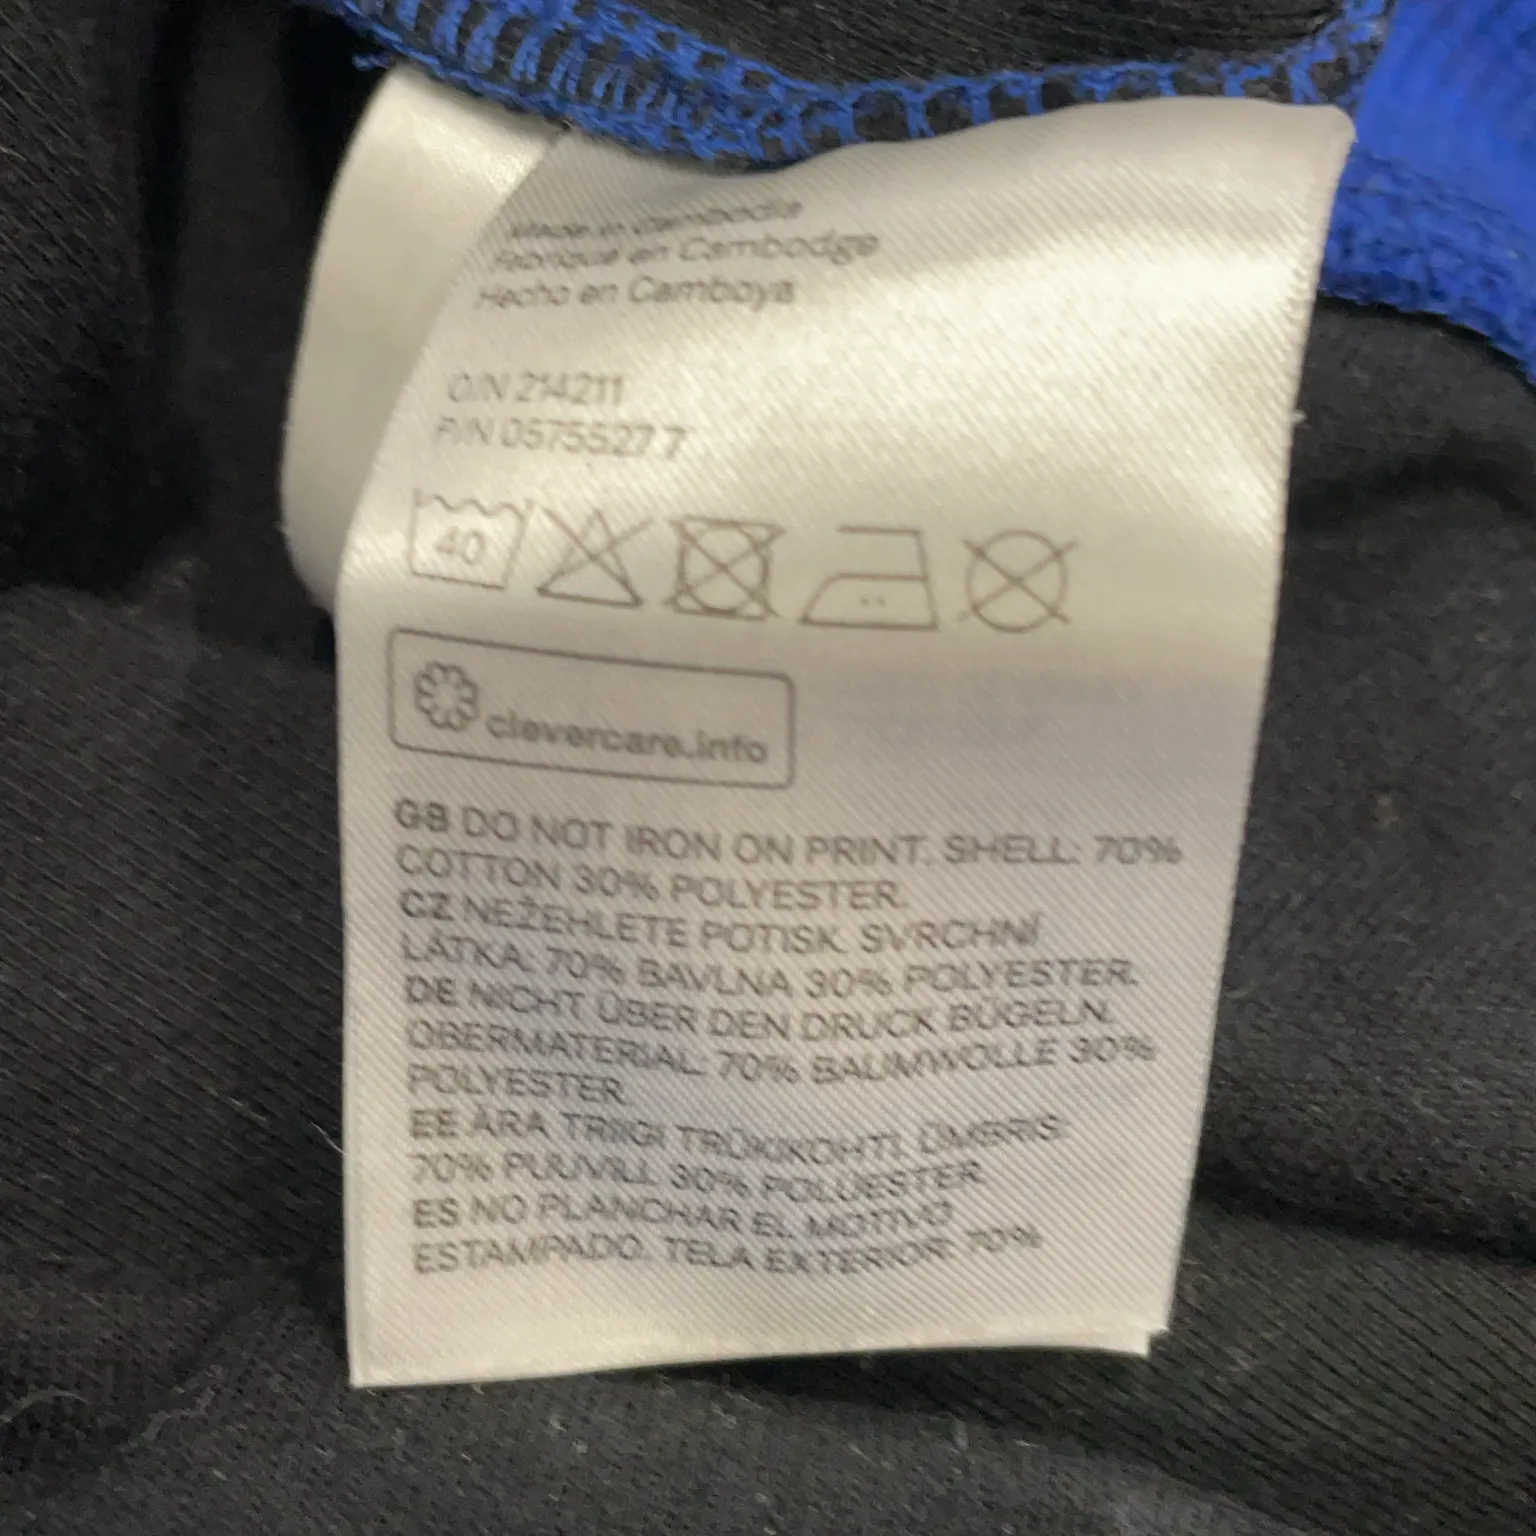 Made in Cambodia
Fabriqué en Cambodge
Hecho en Camboya
O/N 214211
P/N 0575527 7
40
clevercare.info
GB DO NOT IRON ON PRINT. SHELL: 70%
COTTON 30% POLYESTER.
CZ NEŽEHLETE POTISK. SVRCHNÍ
LÁTKA: 70% BAVLNA 30% POLYESTER.
DE NICHT ÜBER DEN DRUCK BÜGELN.
OBERMATERIAL: 70% BAUMWOLLE 30%
POLYESTER.
EE ÄRA TRIIGI TRÜKIKOHTI. ÜMBRIS:
70% PUUVILL 30% POLUESTER
ES NO PLANCHAR EL MOTIVO
ESTAMPADO. TELA EXTERIOR: 70%